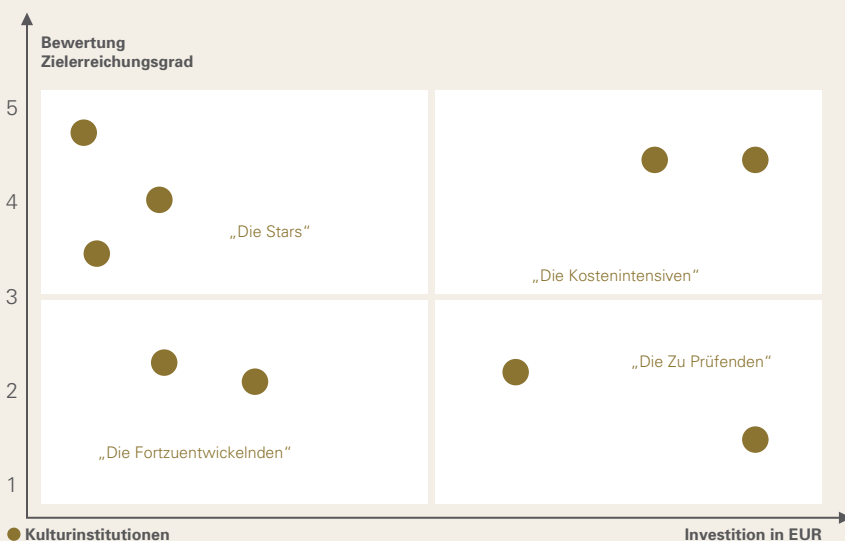 Bewertung
Zielerreichungsgrad
5
4
„Die Stars“
„Die Kostenintensiven“
3
„Die Zu Prüfenden“
2
„Die Fortzuentwickelnden“
1
Kulturinstitutionen
Investition in EUR